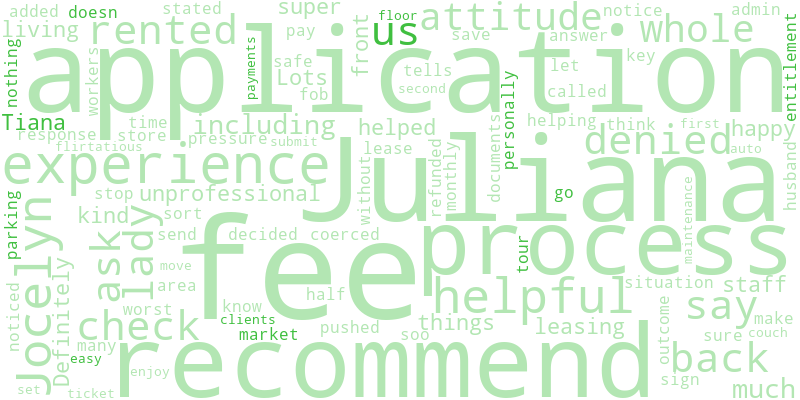 added doesn stated super floor notice admin
living rented pay us attitude save answer whole
nothing workers application front safe tells let key entitlement
Lots fob second called
payments
Tiana time including helped personally helping think first happy
response store pressure denied
flirtatious submit lease auto
experience Juliana husband
without refunded monthly documents
stop unprofessional go
parking kind sort fee process maintenance
Jocelyn ask lady send decided coerced tour
move area half helpful situation staff
noticed Definitely worst know things say make
check clients pushed leasing outcome couch
many market soo sure
easy recommend back
set ticket enjoy sign much